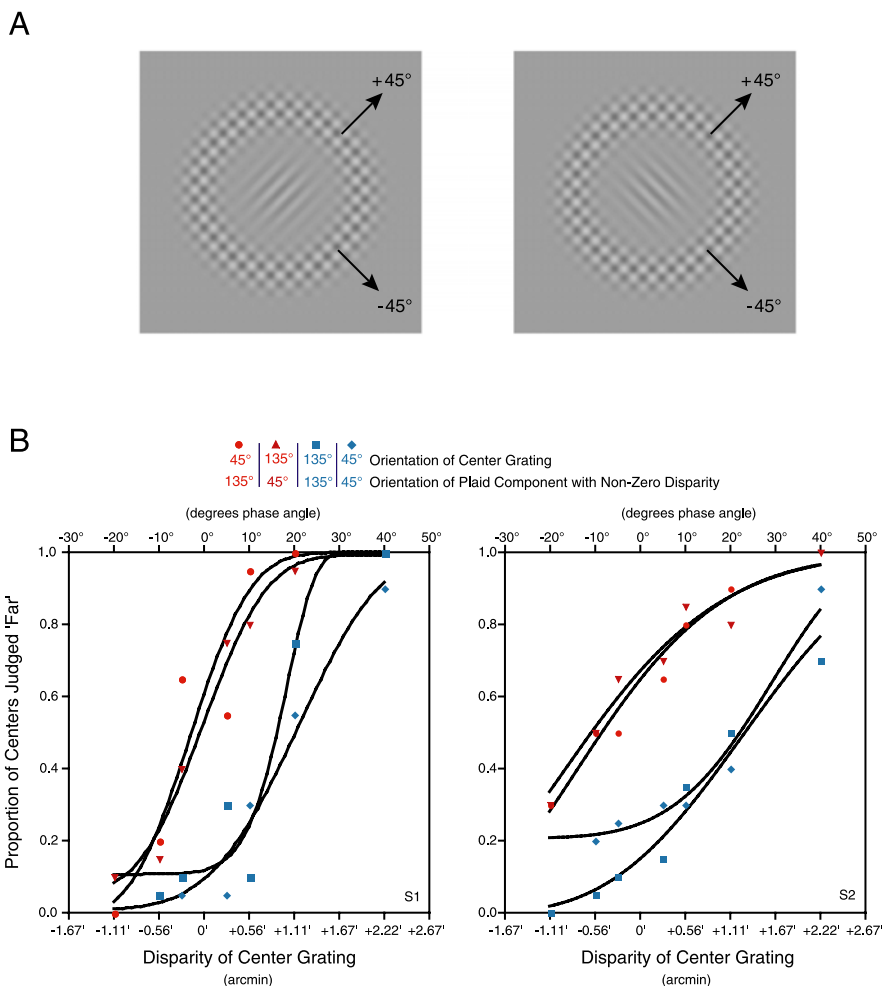 A
+45°
-45°
+45°
-45°
B
45° 135° 135° 45° Orientation of Center Grating
135° 45° 135° 45° Orientation of Plaid Component with Non-Zero Disparity
(degrees phase angle)
-30° -20° -10° 0° 10° 20° 30° 40° 50°
1.0
0.8
0.6
0.4
0.2
0.0
Proportion of Centers Judged 'Far'
S1
-1.67' -1.11' -0.56' 0' +0.56' +1.11' +1.67' +2.22' +2.67'
Disparity of Center Grating
(arcmin)
(degrees phase angle)
-30° -20° -10° 0° 10° 20° 30° 40° 50°
1.0
0.8
0.6
0.4
0.2
0.0
S2
-1.67' -1.11' -0.56' 0' +0.56' +1.11' +1.67' +2.22' +2.67'
Disparity of Center Grating
(arcmin)